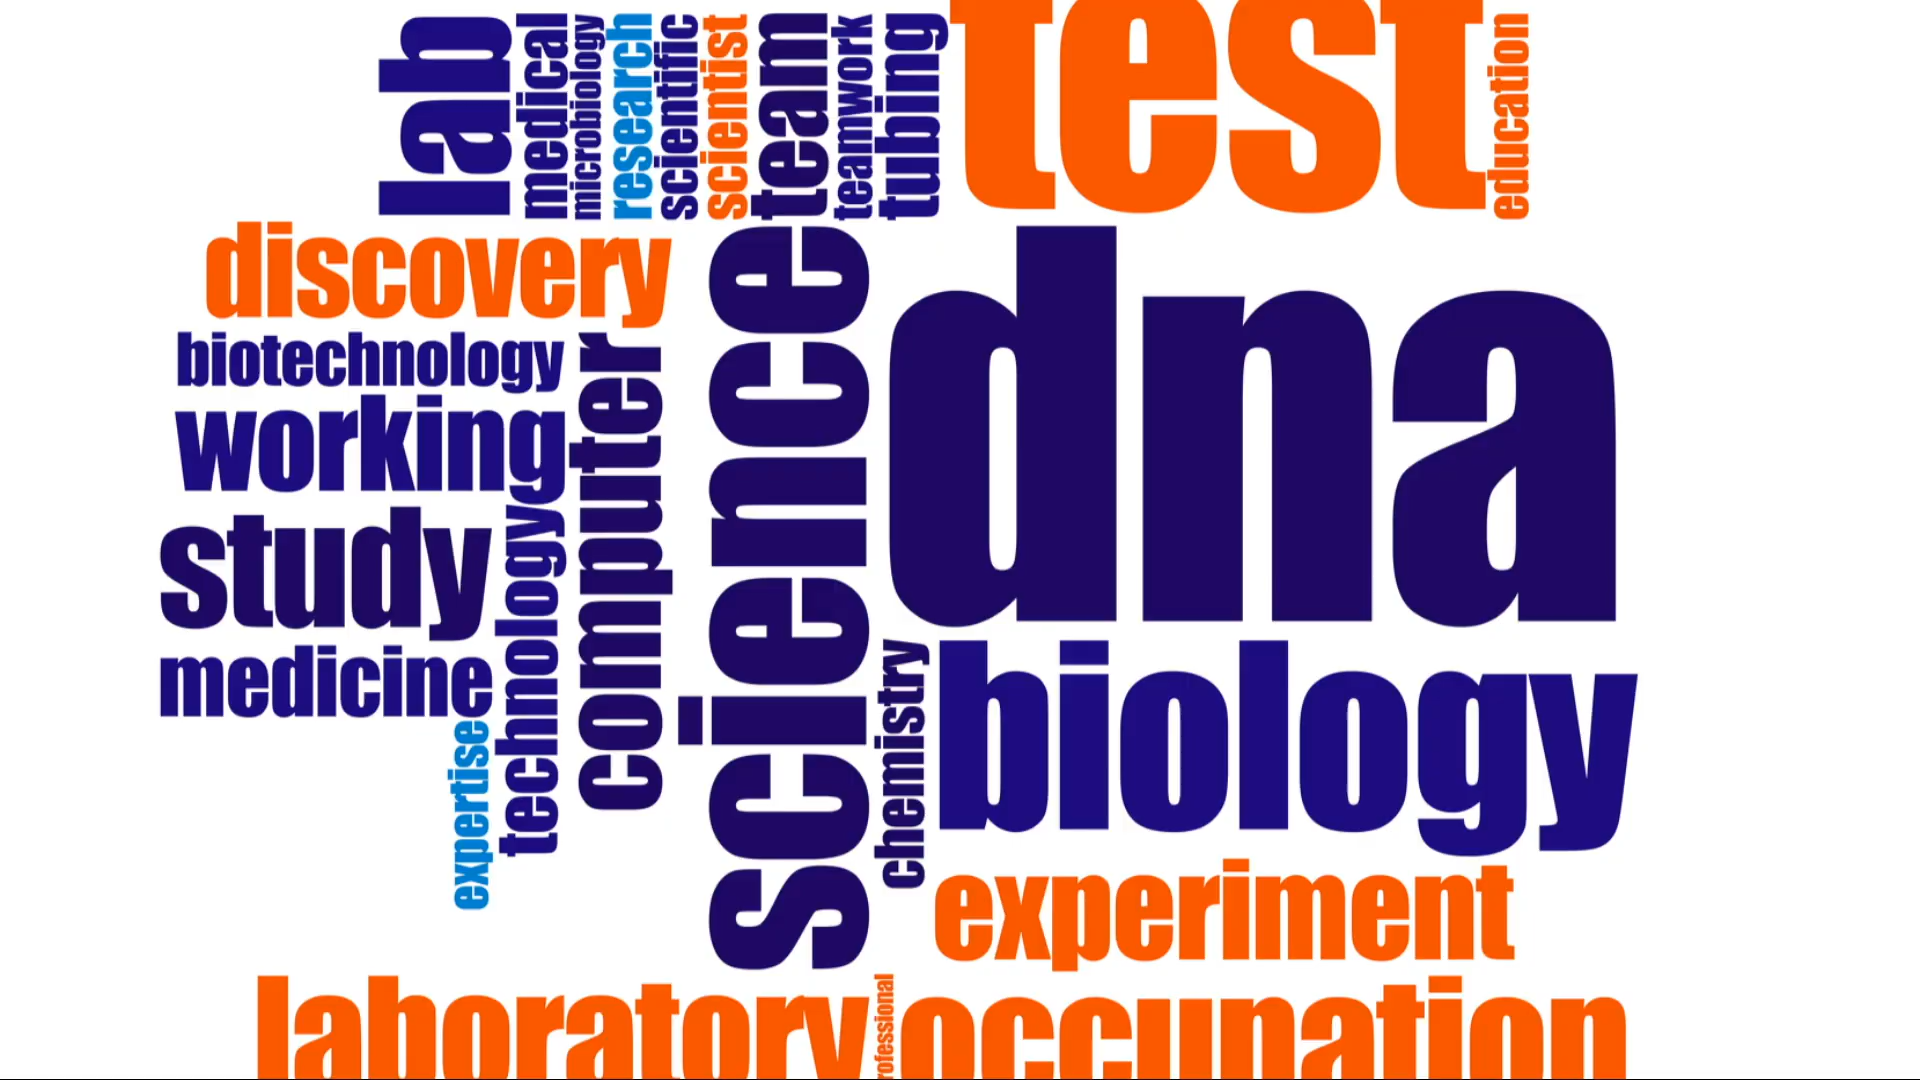 lab
medical
microbiology
research
scientific
scientist
team
teamwork
tubing
test
education
discovery
biotechnology
working
study
medicine
expertise
technology
computer
science
dna
chemistry
biology
experiment
laboratory
rofessional
occupation